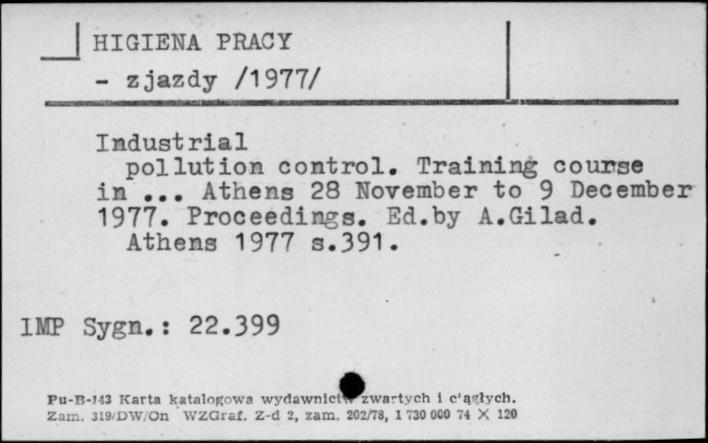 HIGIENA PRACY
- zjazdy /1977/
Industrial
pollution control. Training course
in ... Athens 28 November to 9 December
1977. Proceedings. Ed.by A.Gilad.
Athens 1977 s.391.
IMP Sygn.: 22.399
Pu-B-143 Karta katalogowa wydawnictw zwartych i ciągłych.
Zam. 319/DW/On WZGraf. Z-d 2, zam. 202/78, 1 730 000 74 X 120